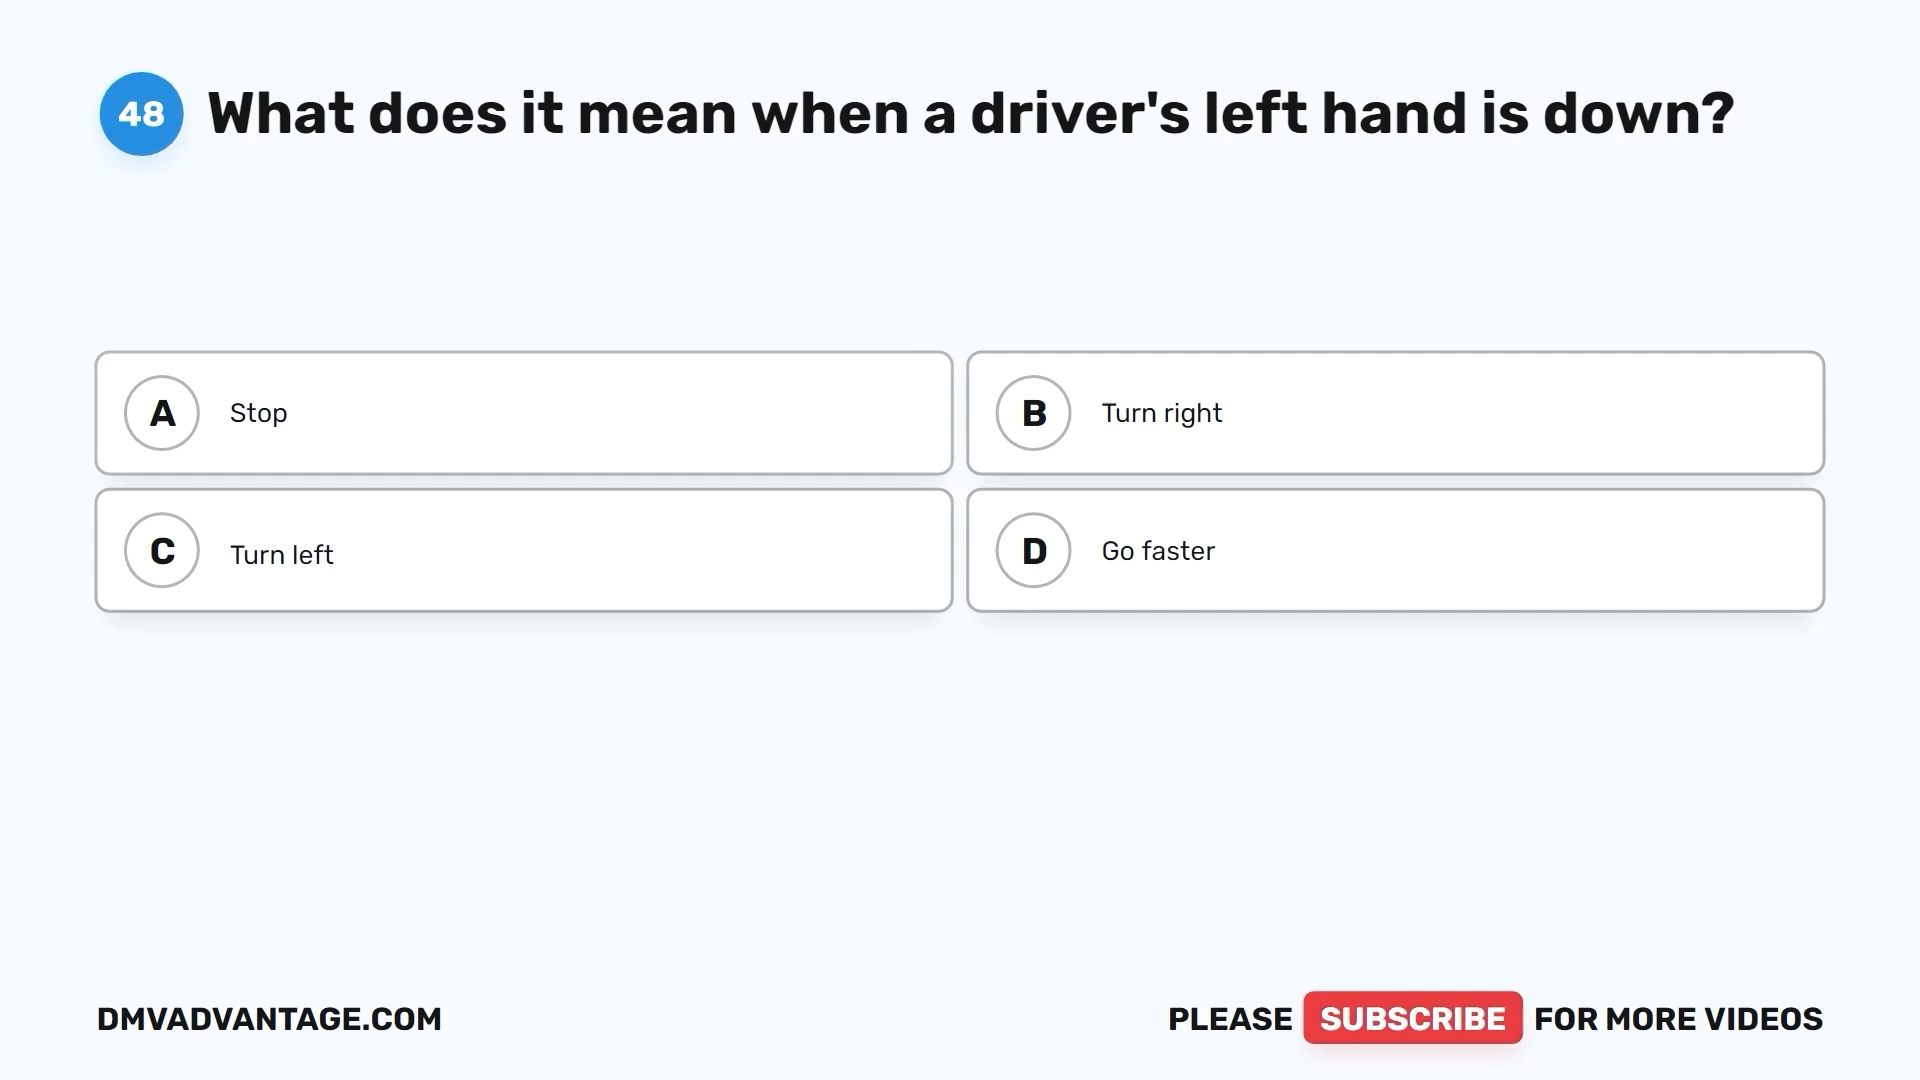 48 What does it mean when a driver's left hand is down?
A Stop
B Turn right
C Turn left
D Go faster
DMVADVANTAGE.COM
PLEASE SUBSCRIBE FOR MORE VIDEOS